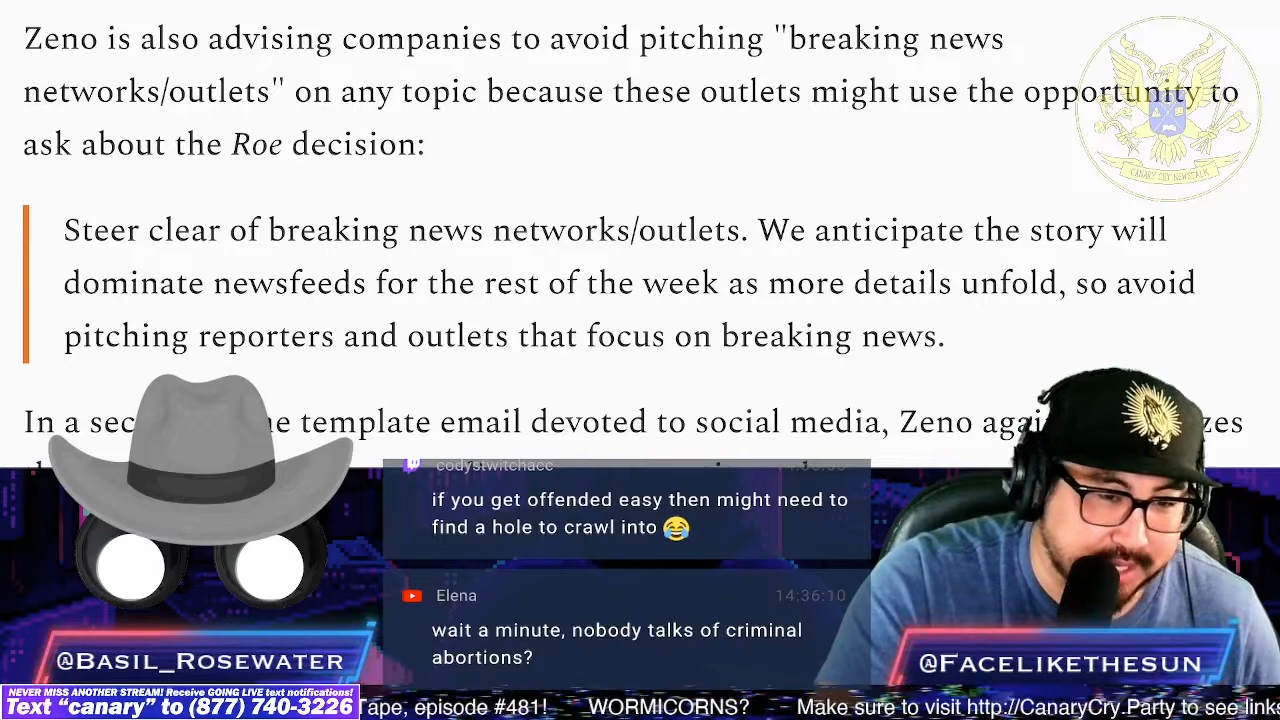 Zeno is also advising companies to avoid pitching "breaking news
networks/outlets" on any topic because these outlets might use the opportunity to
ask about the Roe decision:
Steer clear of breaking news networks/outlets. We anticipate the story will
dominate newsfeeds for the rest of the week as more details unfold, so avoid
pitching reporters and outlets that focus on breaking news.
In a sec he template email devoted to social media, Zeno aga zes
CANARY CRY NEWSTALK
codystwitchacc
if you get offended easy then might need to
find a hole to crawl into 😂
Elena 14:36:10
wait a minute, nobody talks of criminal
abortions?
@BASIL_ROSEWATER
@FACELIKETHESUN
NEVER MISS ANOTHER STREAM! Receive GOING LIVE text notifications!
Text “canary” to (877) 740-3226
Tape, episode #481! WORMICORNS? Make sure to visit http://CanaryCry.Party to see links